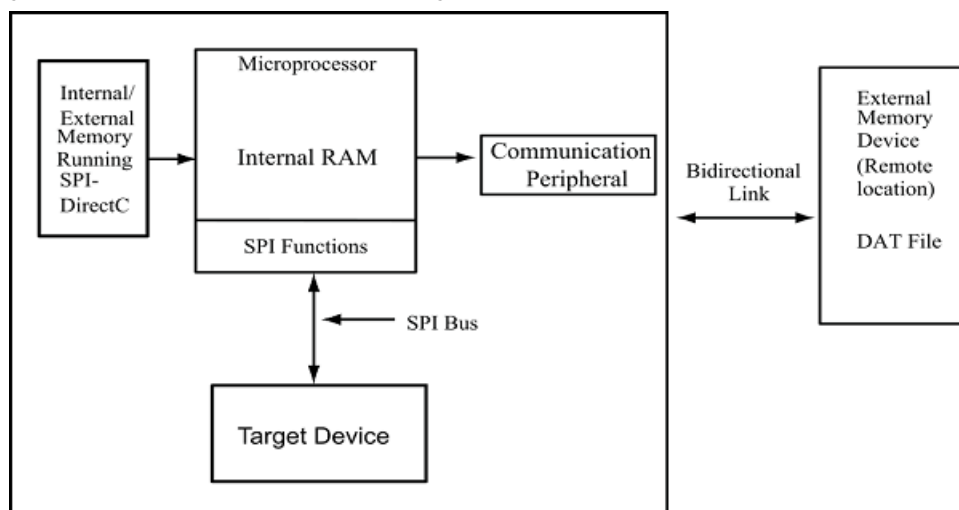 Internal/
External
Memory
Running
SPI-
DirectC
Microprocessor
Internal RAM
SPI Functions
Communication
Peripheral
SPI Bus
Target Device
Bidirectional
Link
External
Memory
Device
(Remote
location)
DAT File